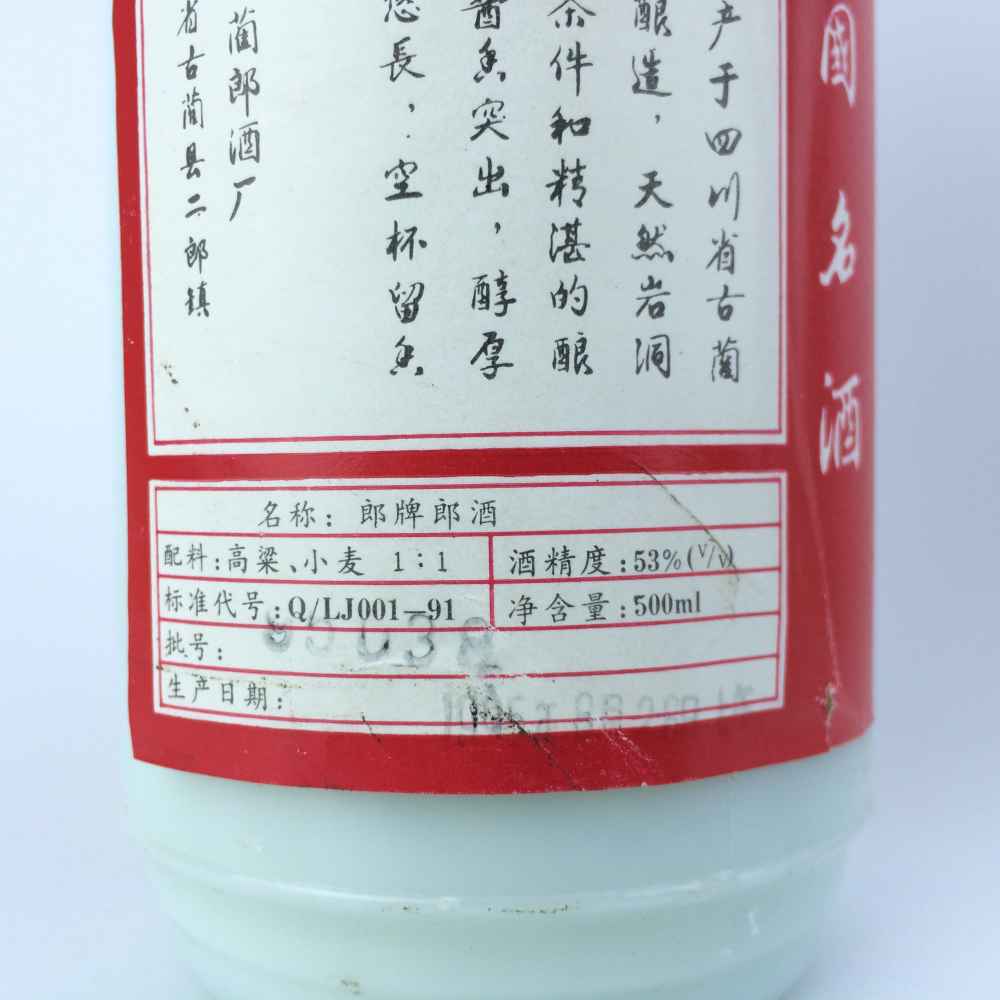 國名酒
产于四川省古蔺
酿造，天然岩洞
条件和精湛的酿
酱香突出，醇厚
悠長，空杯留香
蔺郎酒厂
省古蔺县二郎镇
名称：郎牌郎酒
配料：高粱、小麦 1：1
酒精度：53%(V/V)
标准代号：Q/LJ001—91
净含量：500ml
批号：
生产日期：